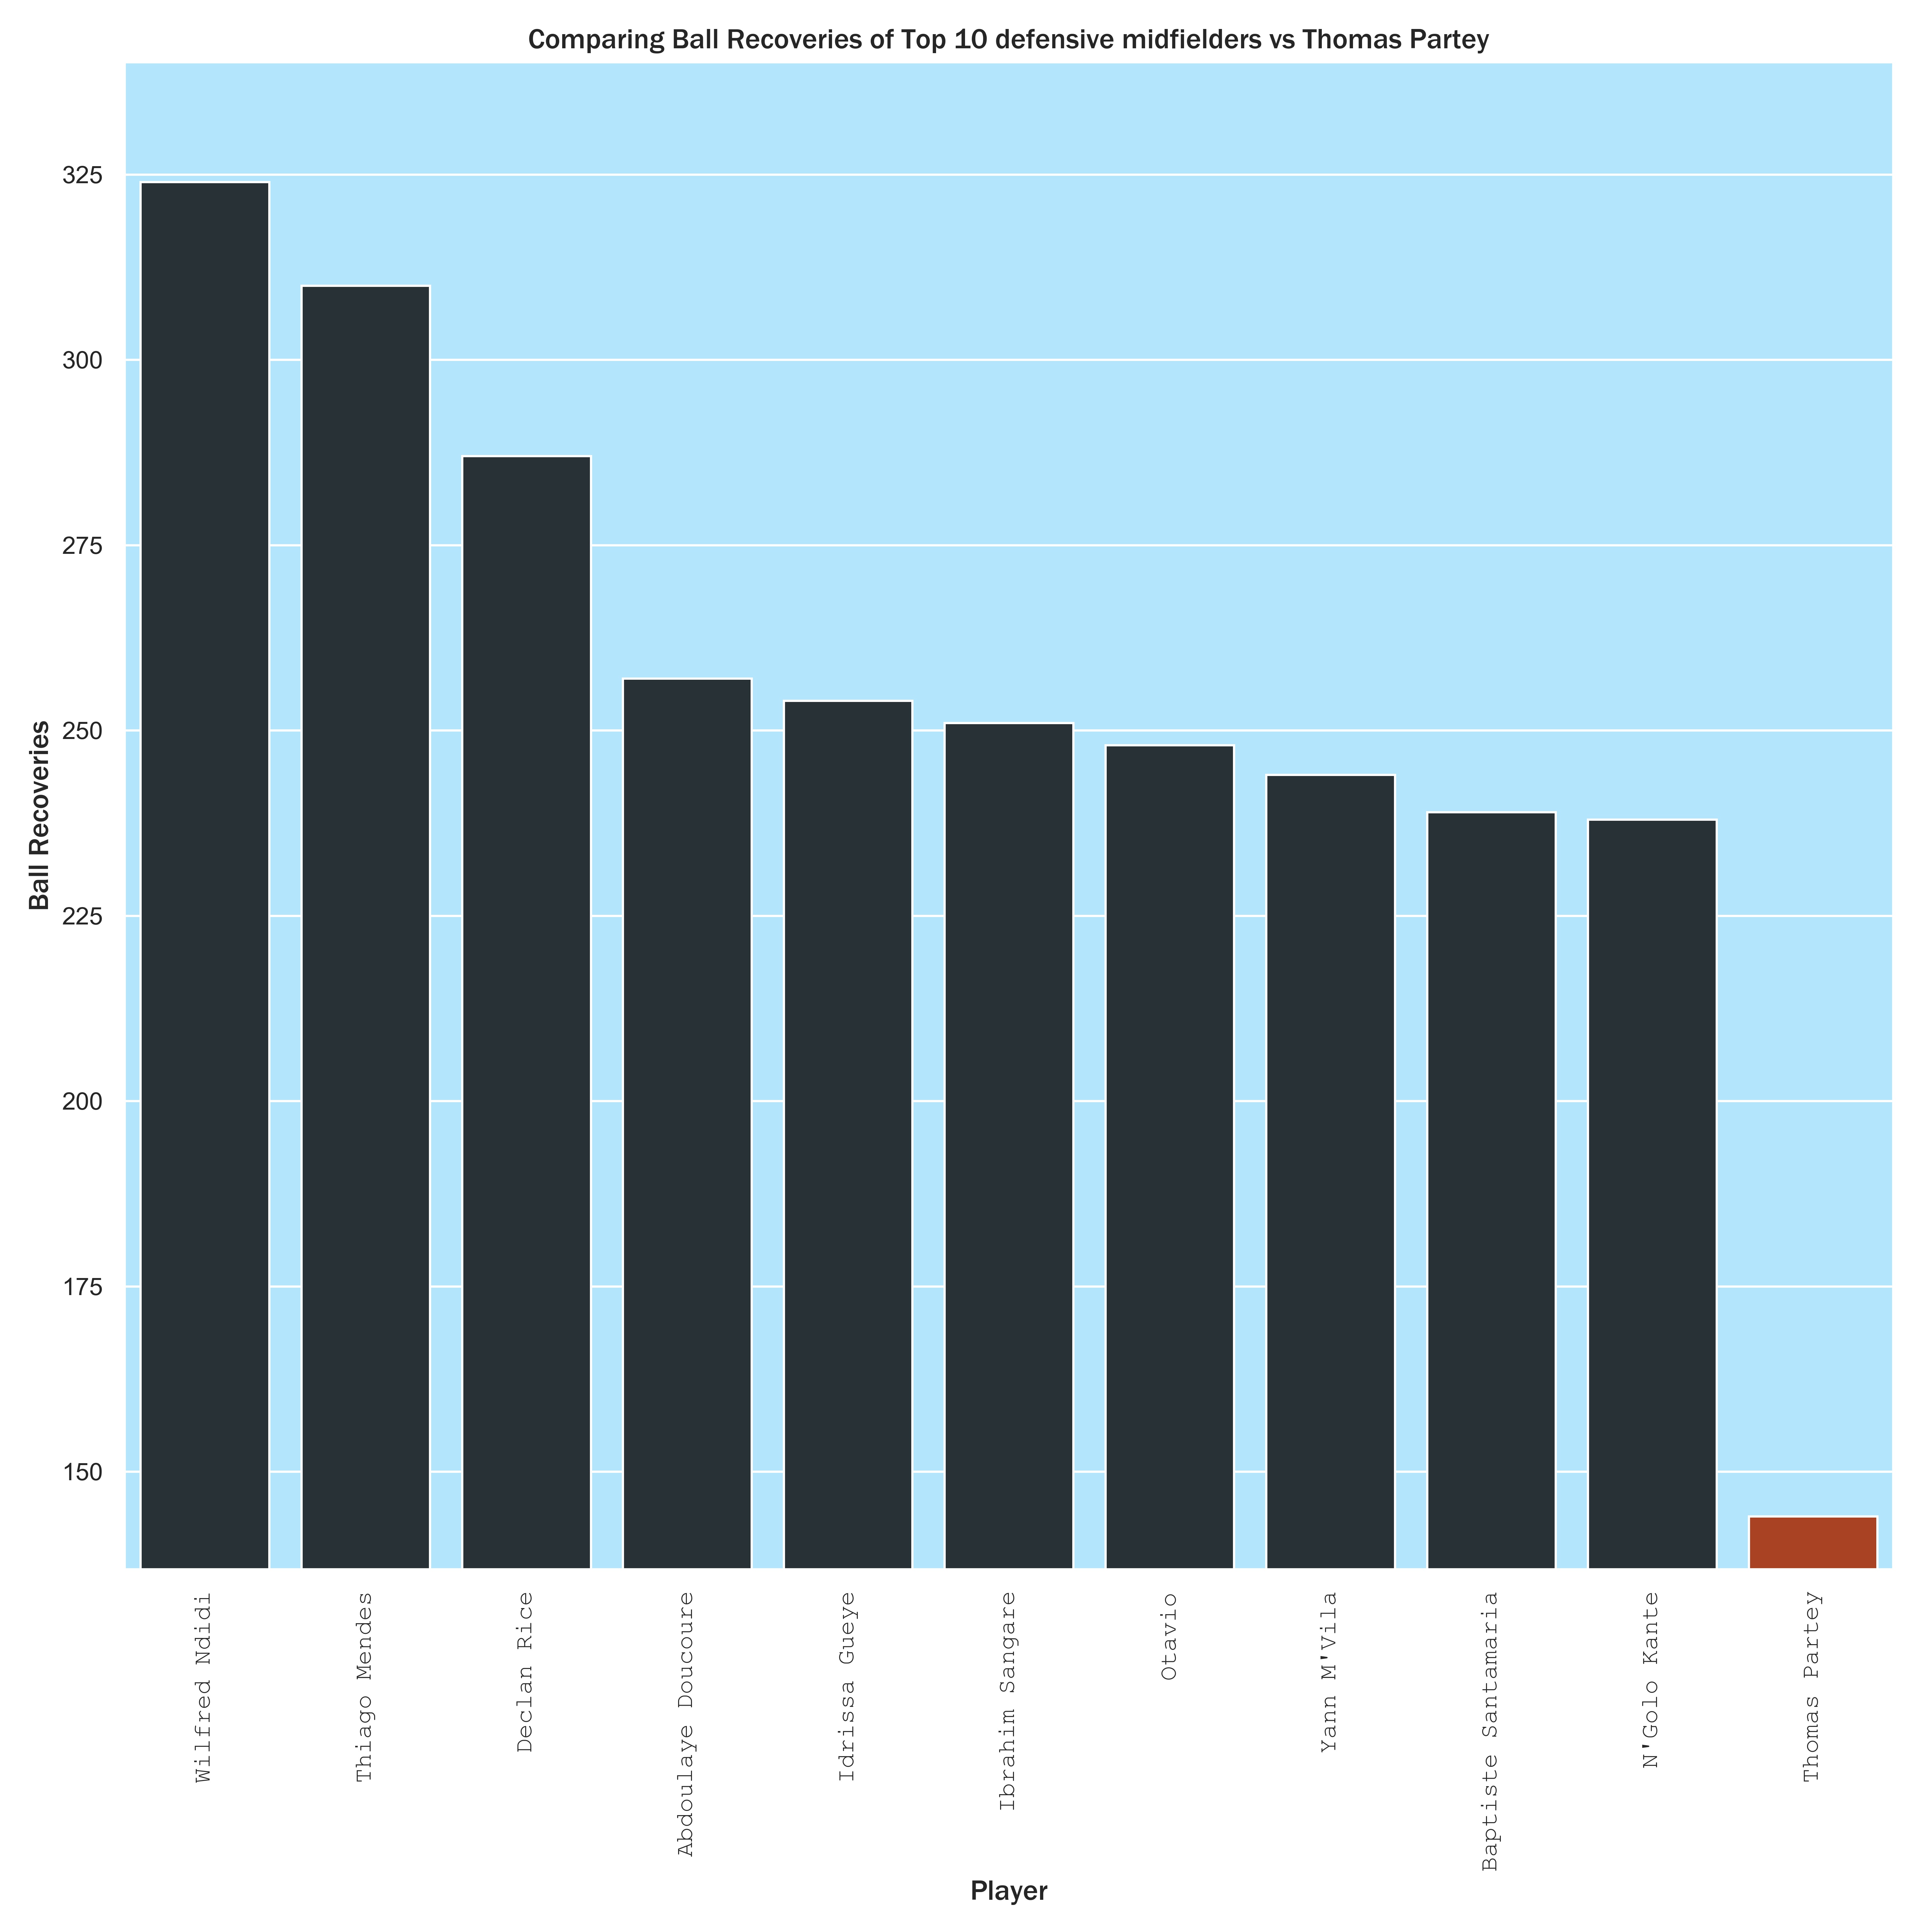 Comparing Ball Recoveries of Top 10 defensive midfielders vs Thomas Partey
Ball Recoveries
325
300
275
250
225
200
175
150
Wilfred Ndidi
Thiago Mendes
Declan Rice
Abdoulaye Doucoure
Idrissa Gueye
Ibrahim Sangare
Otavio
Yann M'Vila
Baptiste Santamaria
N'Golo Kante
Thomas Partey
Player